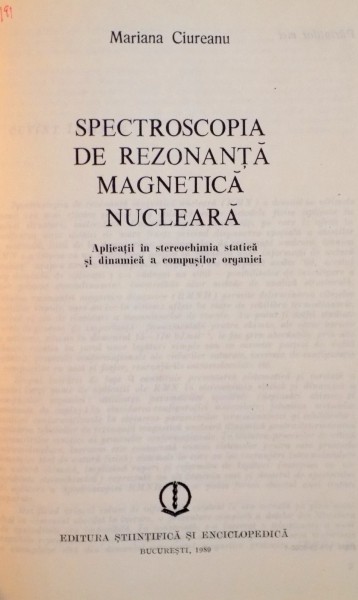 Mariana Ciureanu
SPECTROSCOPIA
DE REZONANȚĂ
MAGNETICĂ
NUCLEARĂ
Aplicații în stereochimia statică
și dinamică a compușilor organici
EDITURA ȘTIINȚIFICĂ ȘI ENCICLOPEDICĂ
BUCUREȘTI, 1980